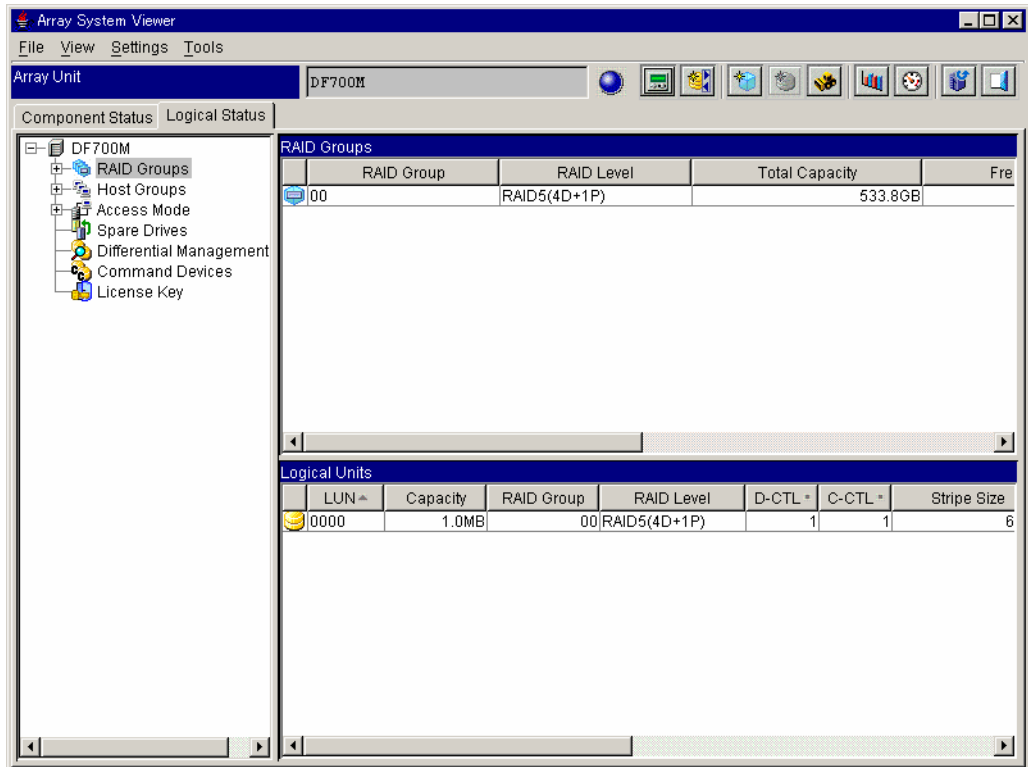 Array System Viewer
File View Settings Tools
Array Unit DF700M
Component Status Logical Status
DF700M
RAID Groups
Host Groups
Access Mode
Spare Drives
Differential Management
Command Devices
License Key
RAID Groups
RAID Group RAID Level Total Capacity Fre
00 RAID5(4D+1P) 533.8GB
Logical Units
LUN Capacity RAID Group RAID Level D-CTL * C-CTL * Stripe Size
0000 1.0MB 00 RAID5(4D+1P) 1 1 6